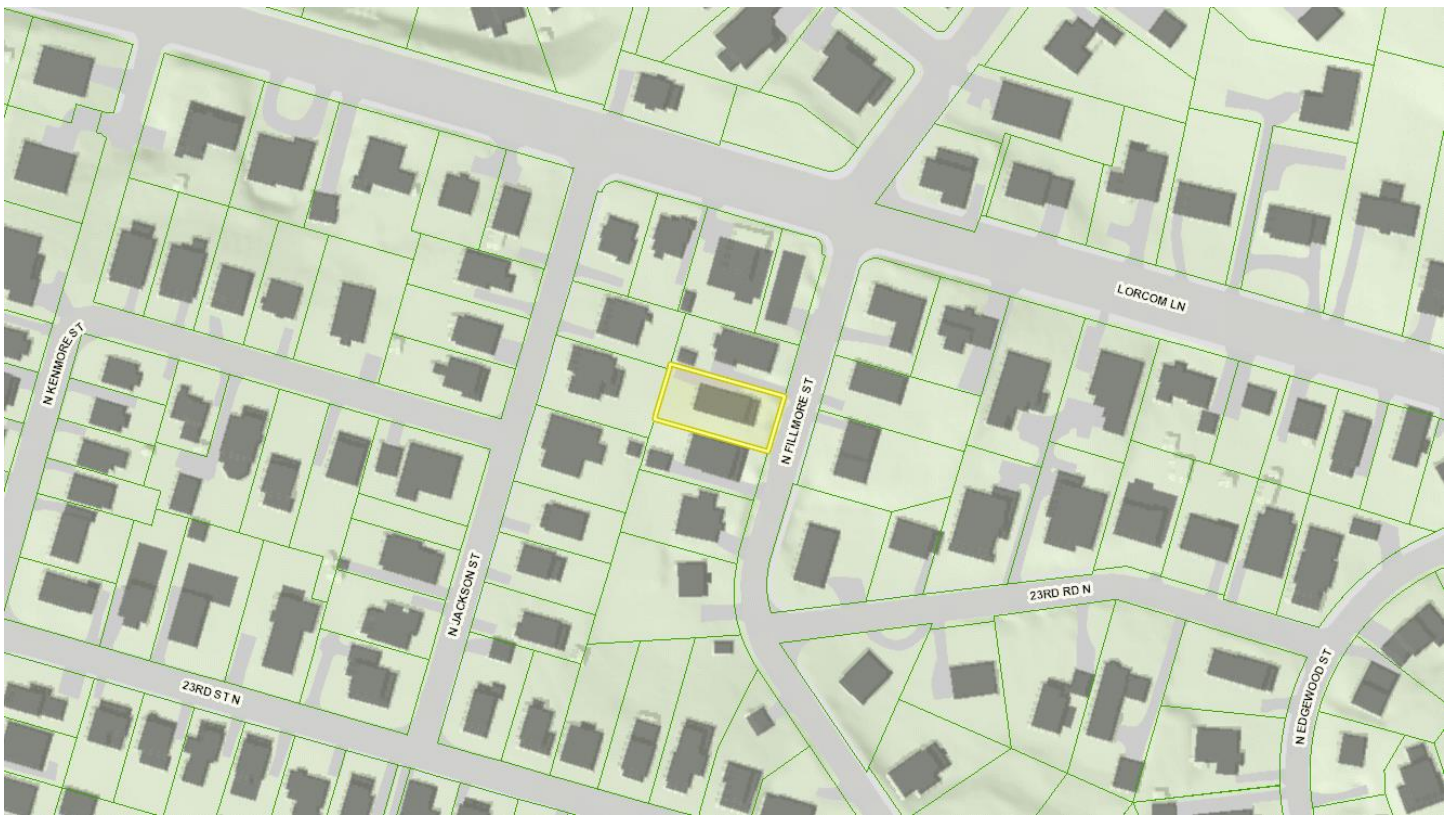 LORCOM LN
N KENMORE ST
N FILLMORE ST
N JACKSON ST
23RD RD N
23RD ST N
N EDGEWOOD ST